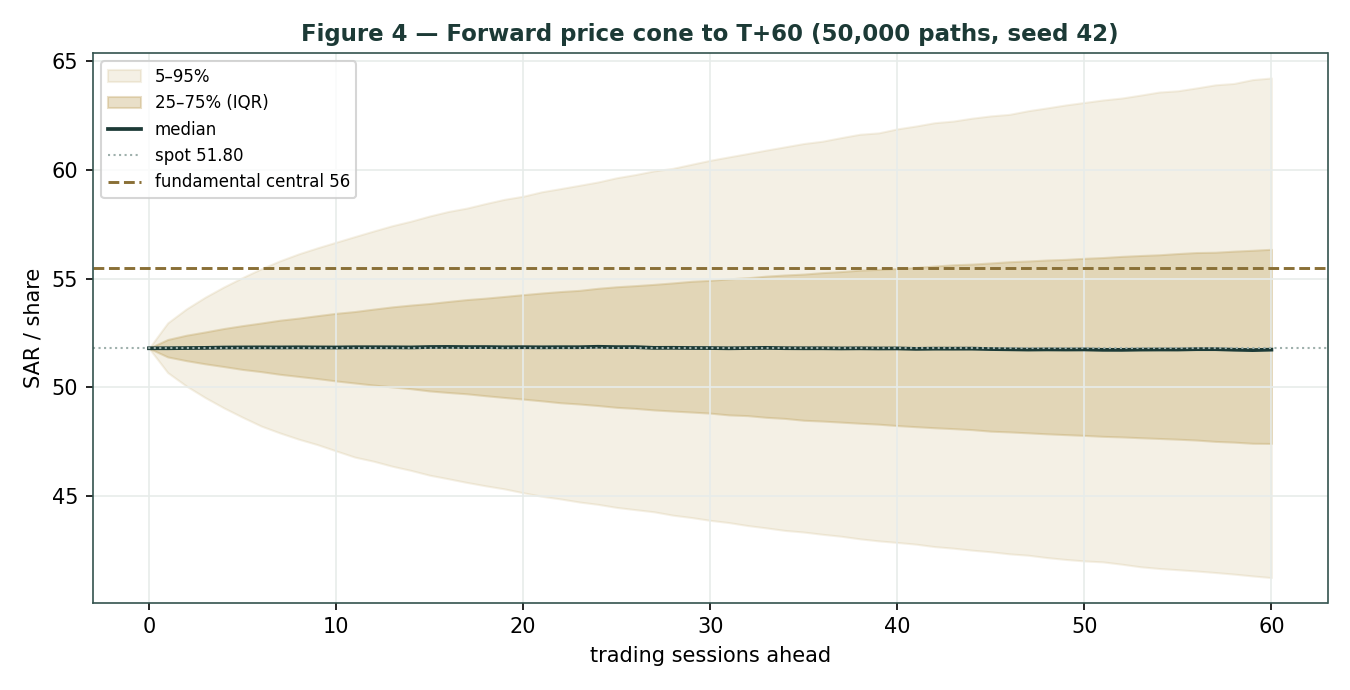 Figure 4 — Forward price cone to T+60 (50,000 paths, seed 42)
5–95%
25–75% (IQR)
median
spot 51.80
fundamental central 56
SAR / share
65
60
55
50
45
0 10 20 30 40 50 60
trading sessions ahead